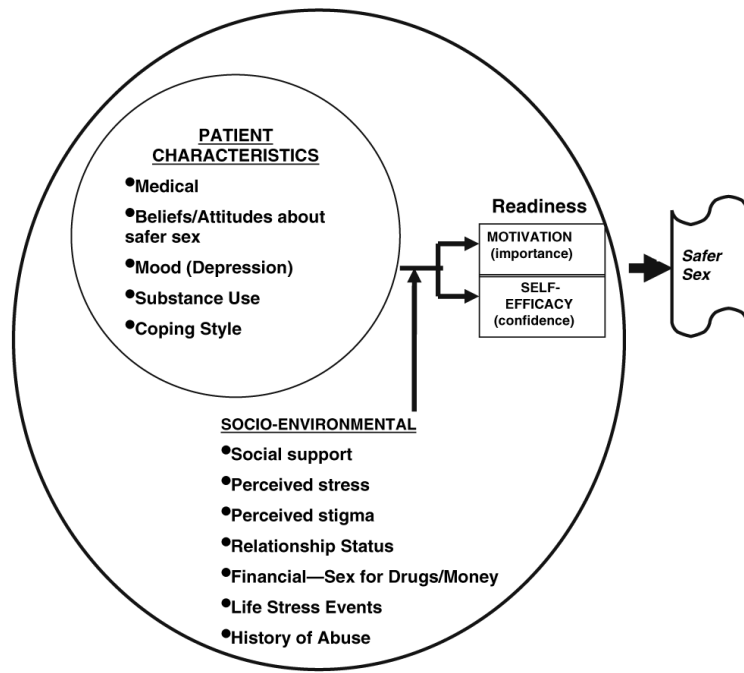 PATIENT
CHARACTERISTICS
•Medical
•Beliefs/Attitudes about
safer sex
•Mood (Depression)
•Substance Use
•Coping Style
Readiness
MOTIVATION
(importance)
SELF-
EFFICACY
(confidence)
Safer
Sex
SOCIO-ENVIRONMENTAL
•Social support
•Perceived stress
•Perceived stigma
•Relationship Status
•Financial—Sex for Drugs/Money
•Life Stress Events
•History of Abuse